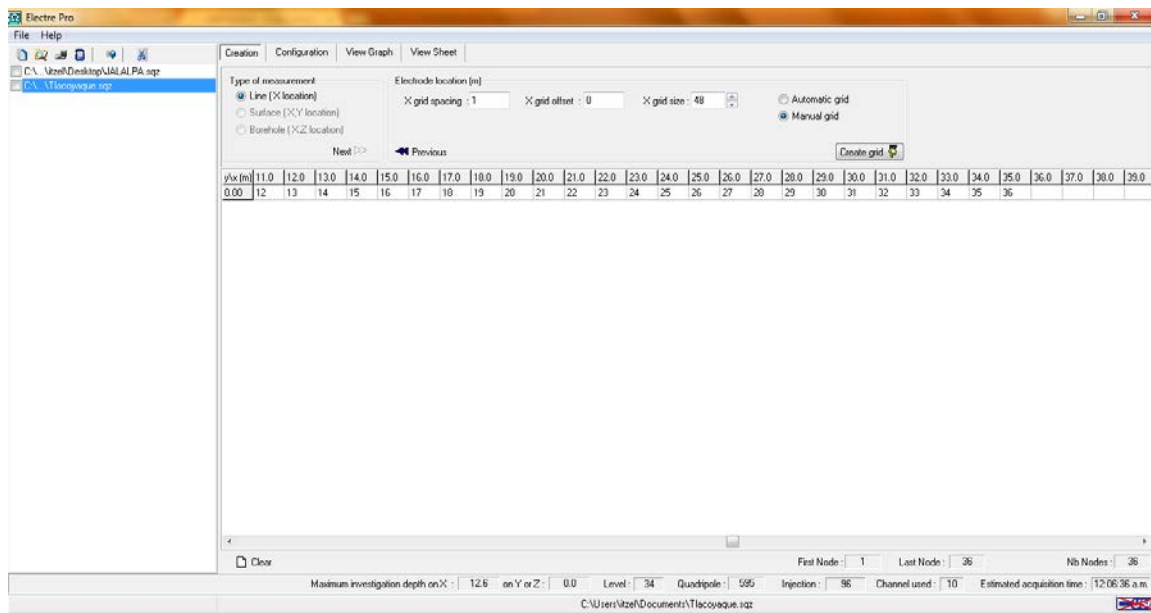 Electre Pro
File Help
C:\...\itzel\Desktop\JALALPA.sqz
C:\...\Tlacoyaque.sqz
Creation Configuration View Graph View Sheet
Type of measurement
Line (X location)
Surface (X,Y location)
Borehole (X,Z location)
Next
Electrode location (m)
X grid spacing : 1 X grid offset : 0 X grid size : 48
Automatic grid
Manual grid
Previous
Create grid
y\x (m) 11.0 12.0 13.0 14.0 15.0 16.0 17.0 18.0 19.0 20.0 21.0 22.0 23.0 24.0 25.0 26.0 27.0 28.0 29.0 30.0 31.0 32.0 33.0 34.0 35.0 36.0 37.0 38.0 39.0
0.00 12 13 14 15 16 17 18 19 20 21 22 23 24 25 26 27 28 29 30 31 32 33 34 35 36
Clear
First Node : 1 Last Node : 36 Nb Nodes : 36
Maximum investigation depth on X : 12.6 on Y or Z : 0.0 Level : 34 Quadripole : 595 Injection : 96 Channel used : 10 Estimated acquisition time : 12:06:36 a.m.
C:\Users\itzel\Documents\Tlacoyaque.sqz